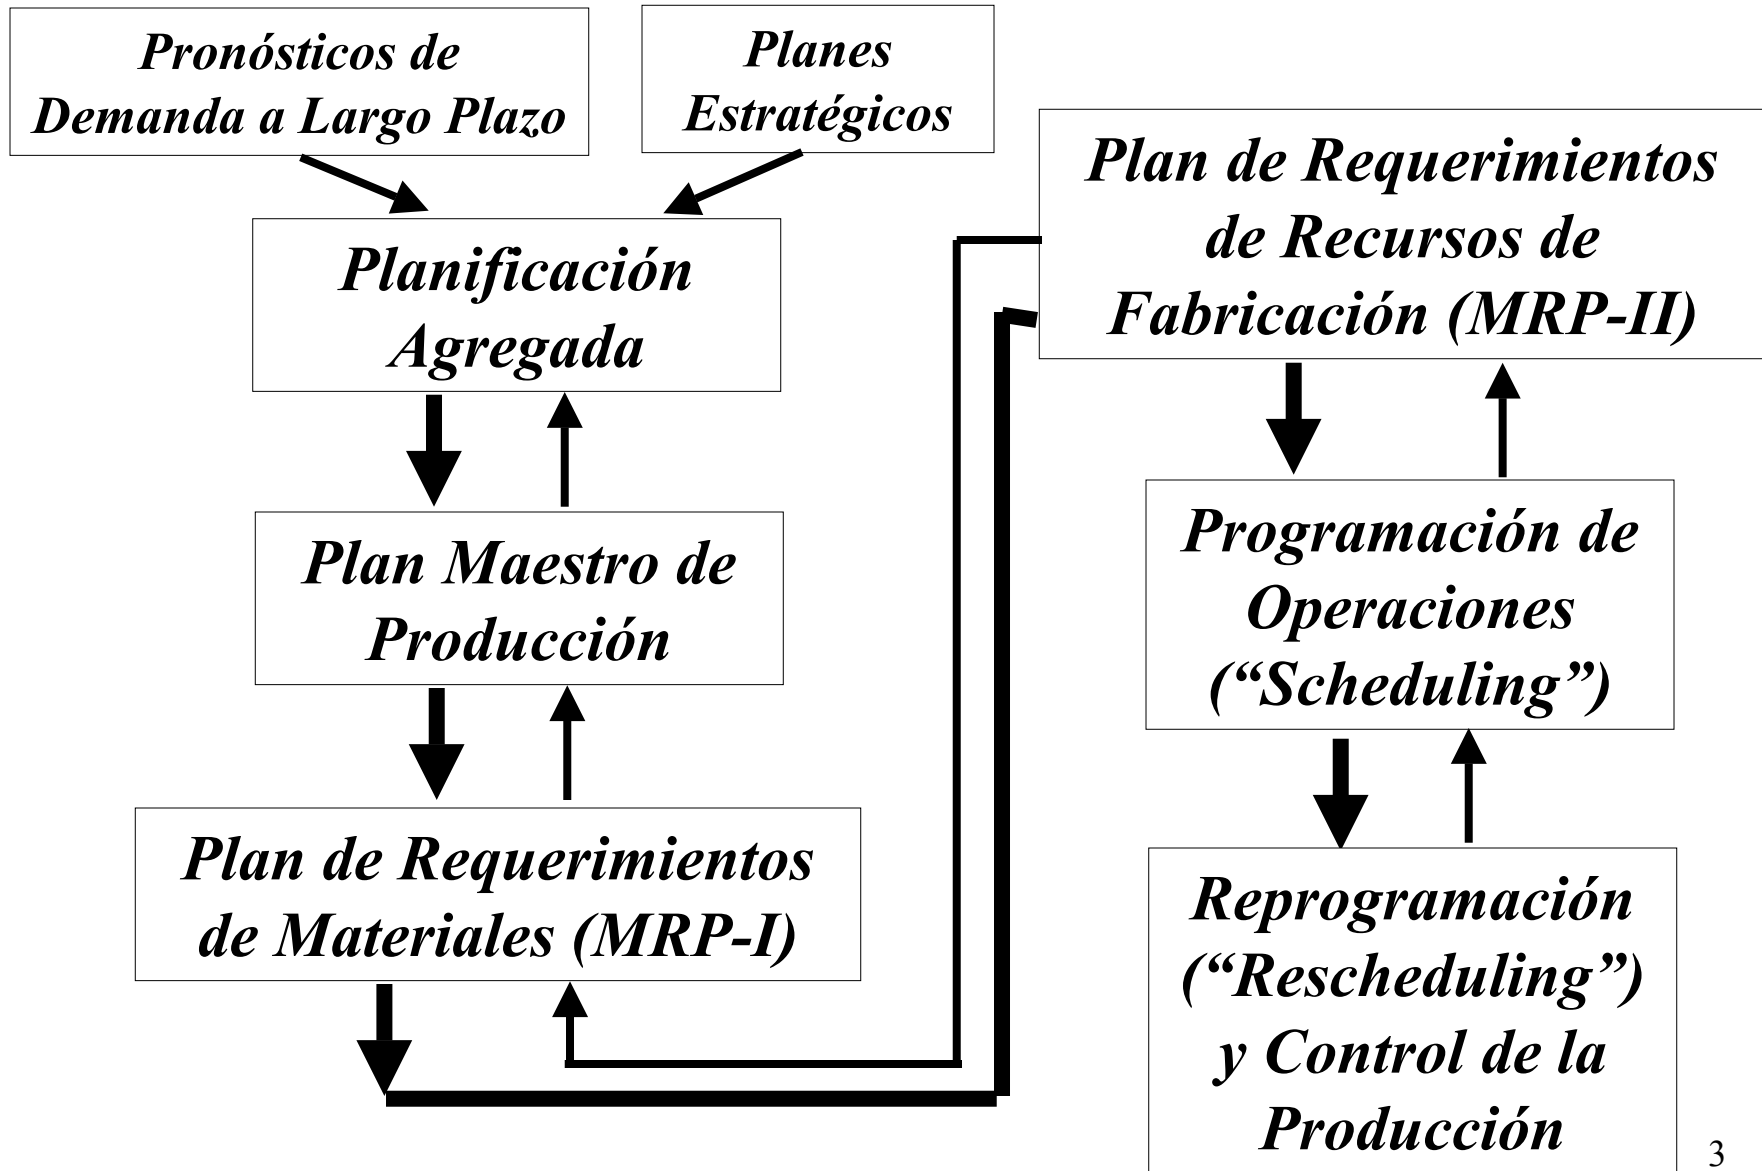 Pronósticos de
Demanda a Largo Plazo
Planes
Estratégicos
Planificación
Agregada
Plan Maestro de
Producción
Plan de Requerimientos
de Materiales (MRP-I)
Plan de Requerimientos
de Recursos de
Fabricación (MRP-II)
Programación de
Operaciones
(“Scheduling”)
Reprogramación
(“Rescheduling”)
y Control de la
Producción
3